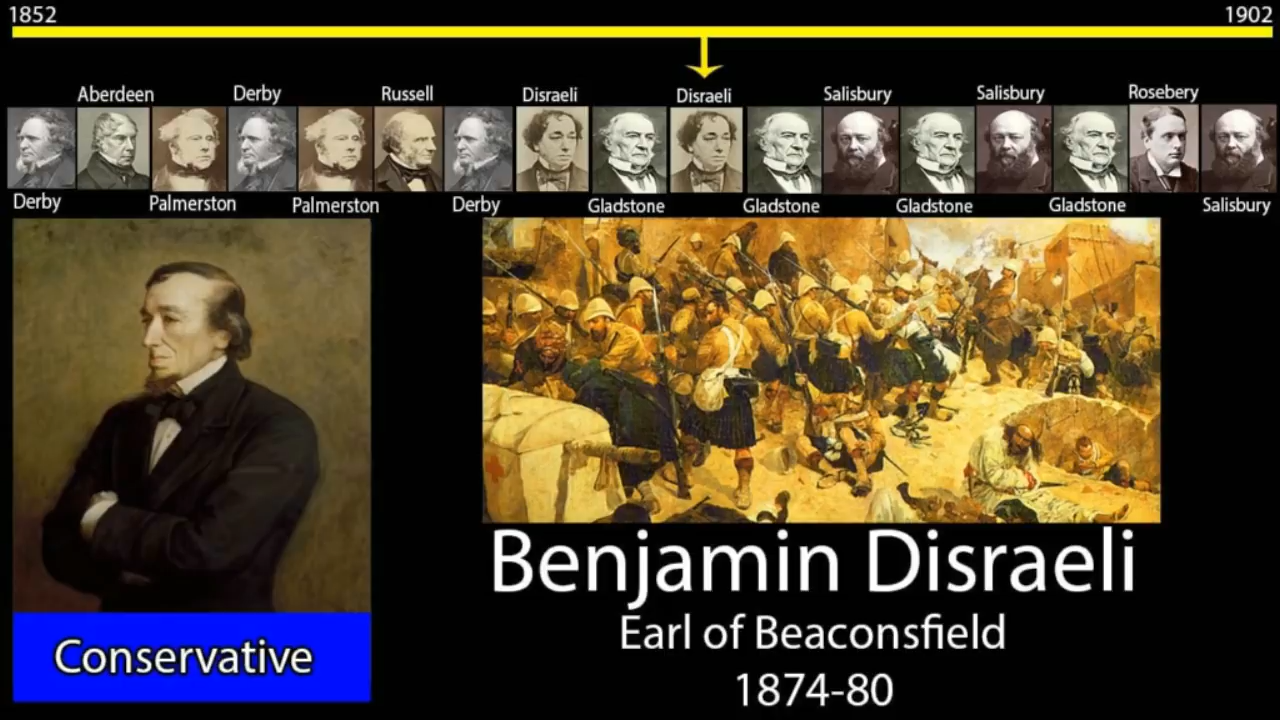 1852
1902
Aberdeen
Derby
Russell
Disraeli
Disraeli
Salisbury
Salisbury
Rosebery
Derby
Palmerston
Palmerston
Derby
Gladstone
Gladstone
Gladstone
Gladstone
Salisbury
Benjamin Disraeli
Earl of Beaconsfield
1874-80
Conservative